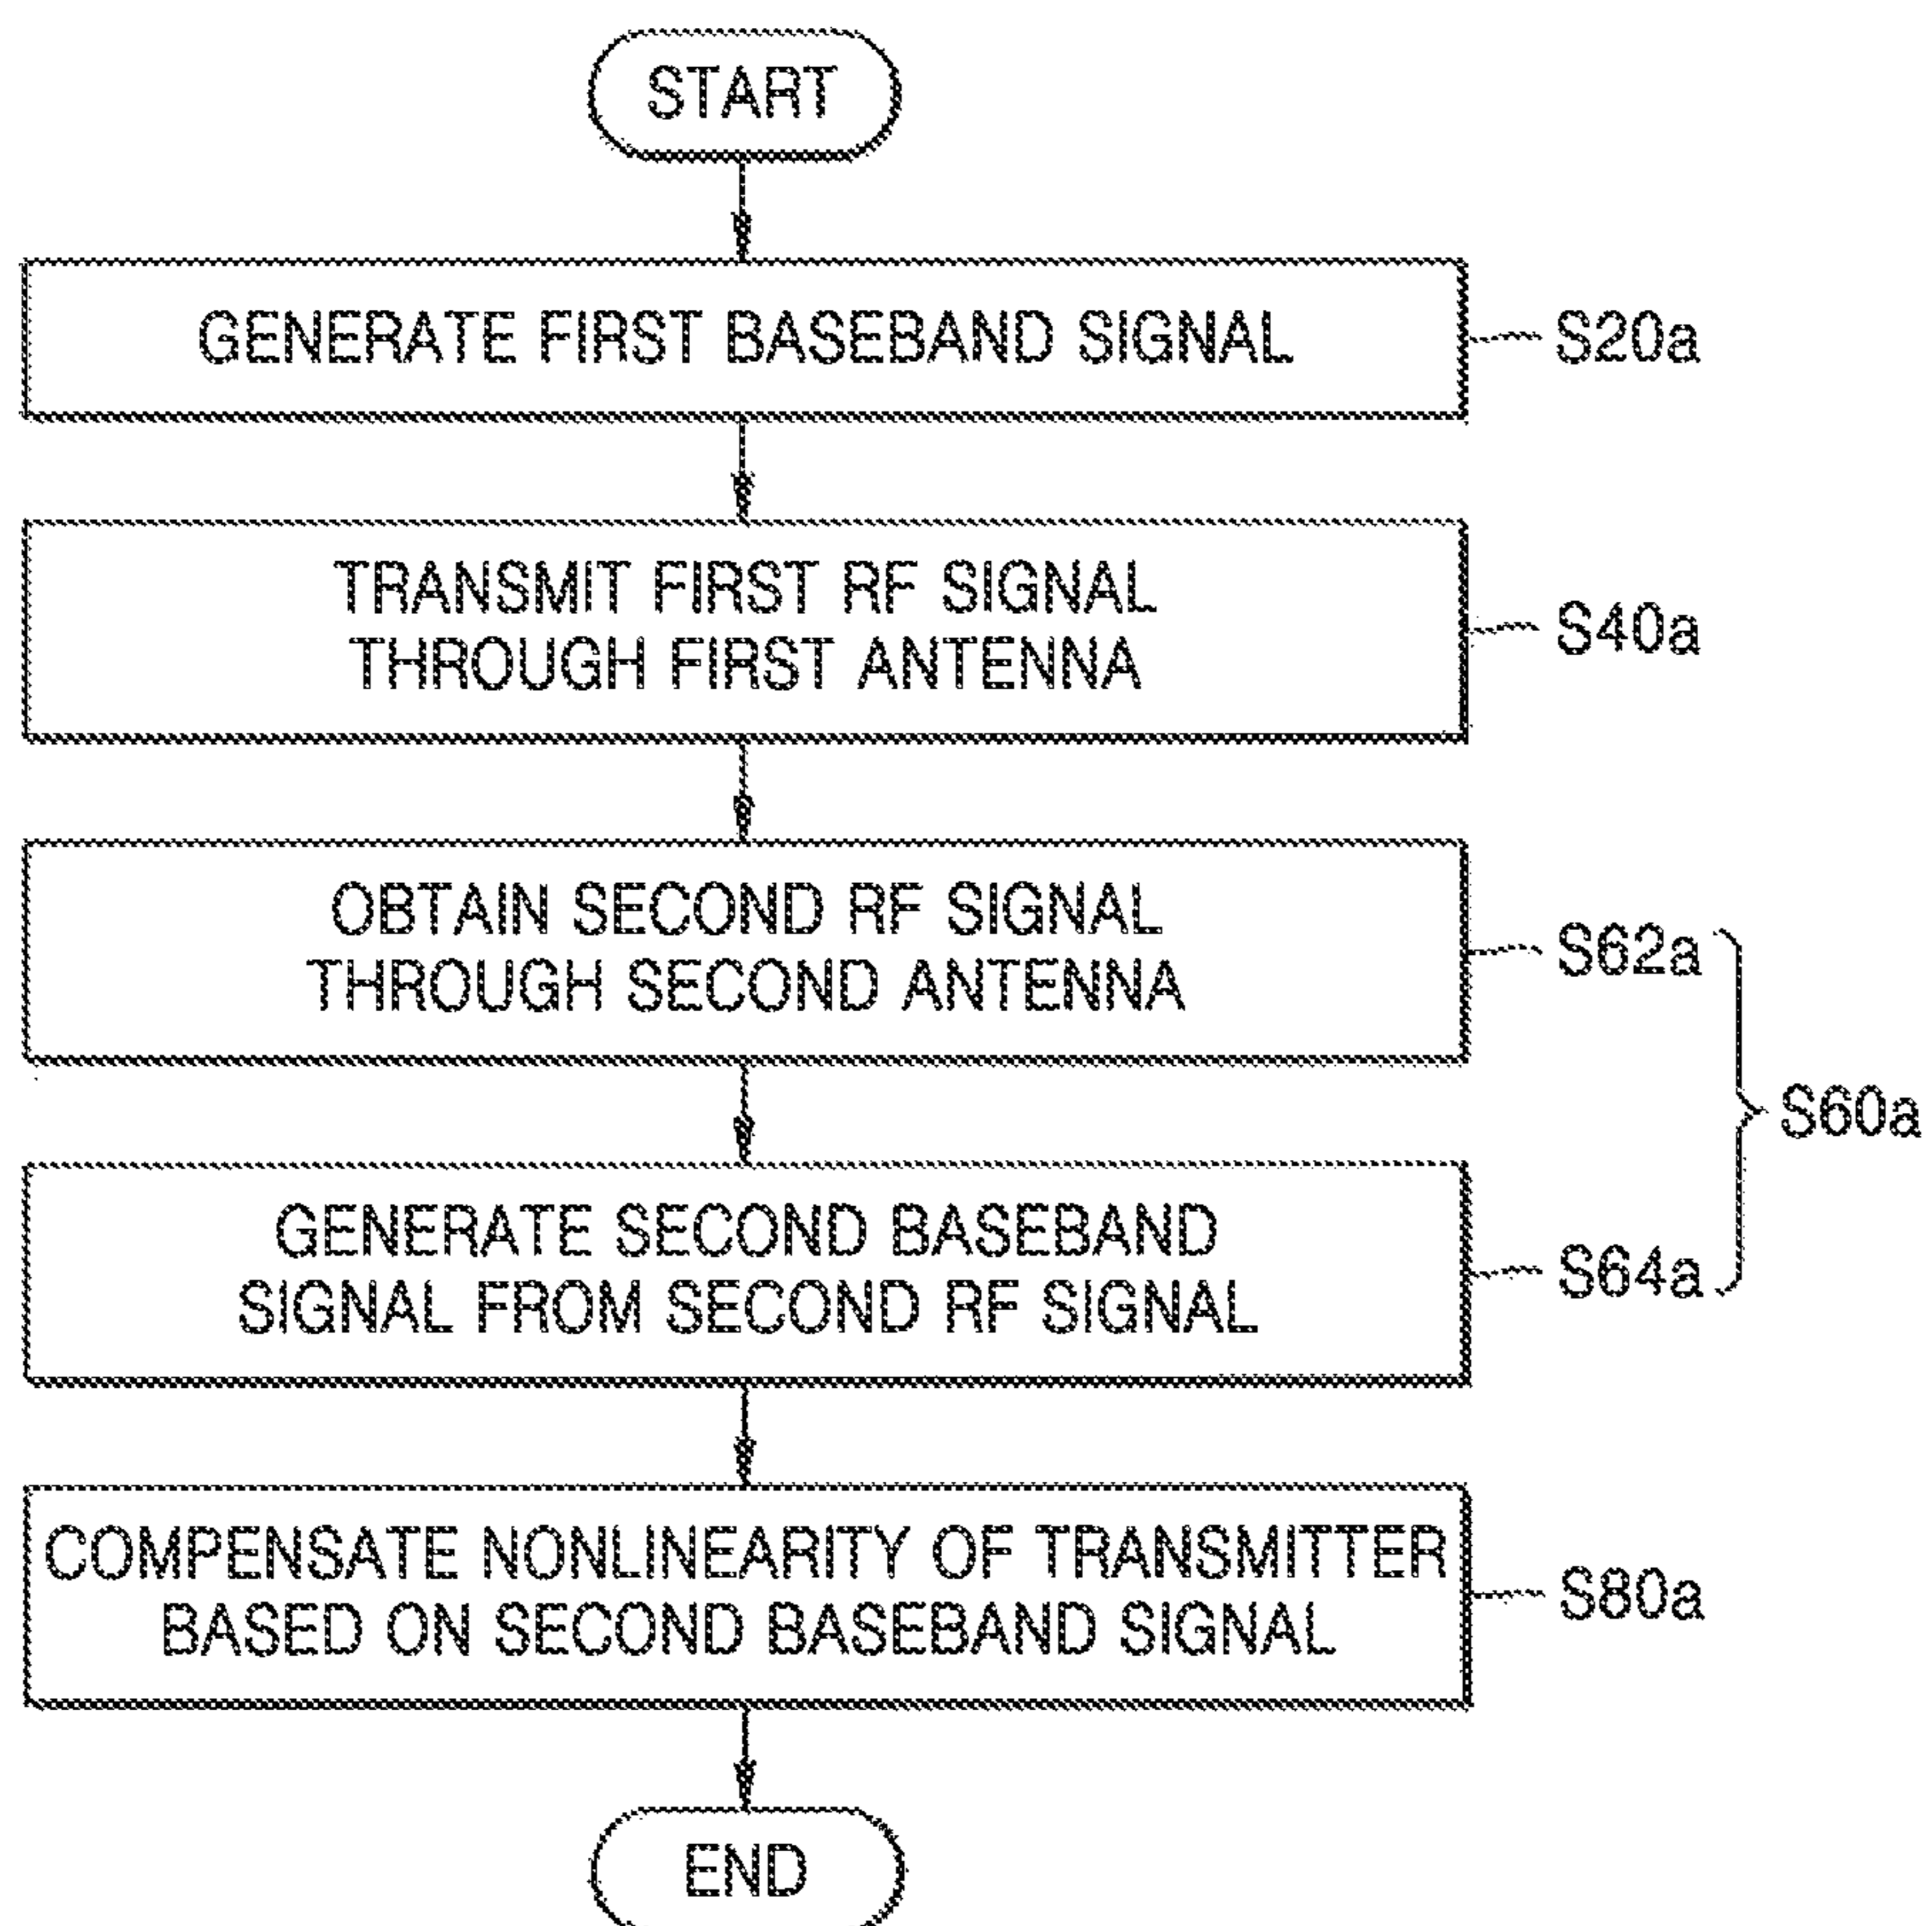 START
GENERATE FIRST BASEBAND SIGNAL
S20a
TRANSMIT FIRST RF SIGNAL
THROUGH FIRST ANTENNA
S40a
OBTAIN SECOND RF SIGNAL
THROUGH SECOND ANTENNA
S62a
S60a
GENERATE SECOND BASEBAND
SIGNAL FROM SECOND RF SIGNAL
S64a
COMPENSATE NONLINEARITY OF TRANSMITTER
BASED ON SECOND BASEBAND SIGNAL
S80a
END